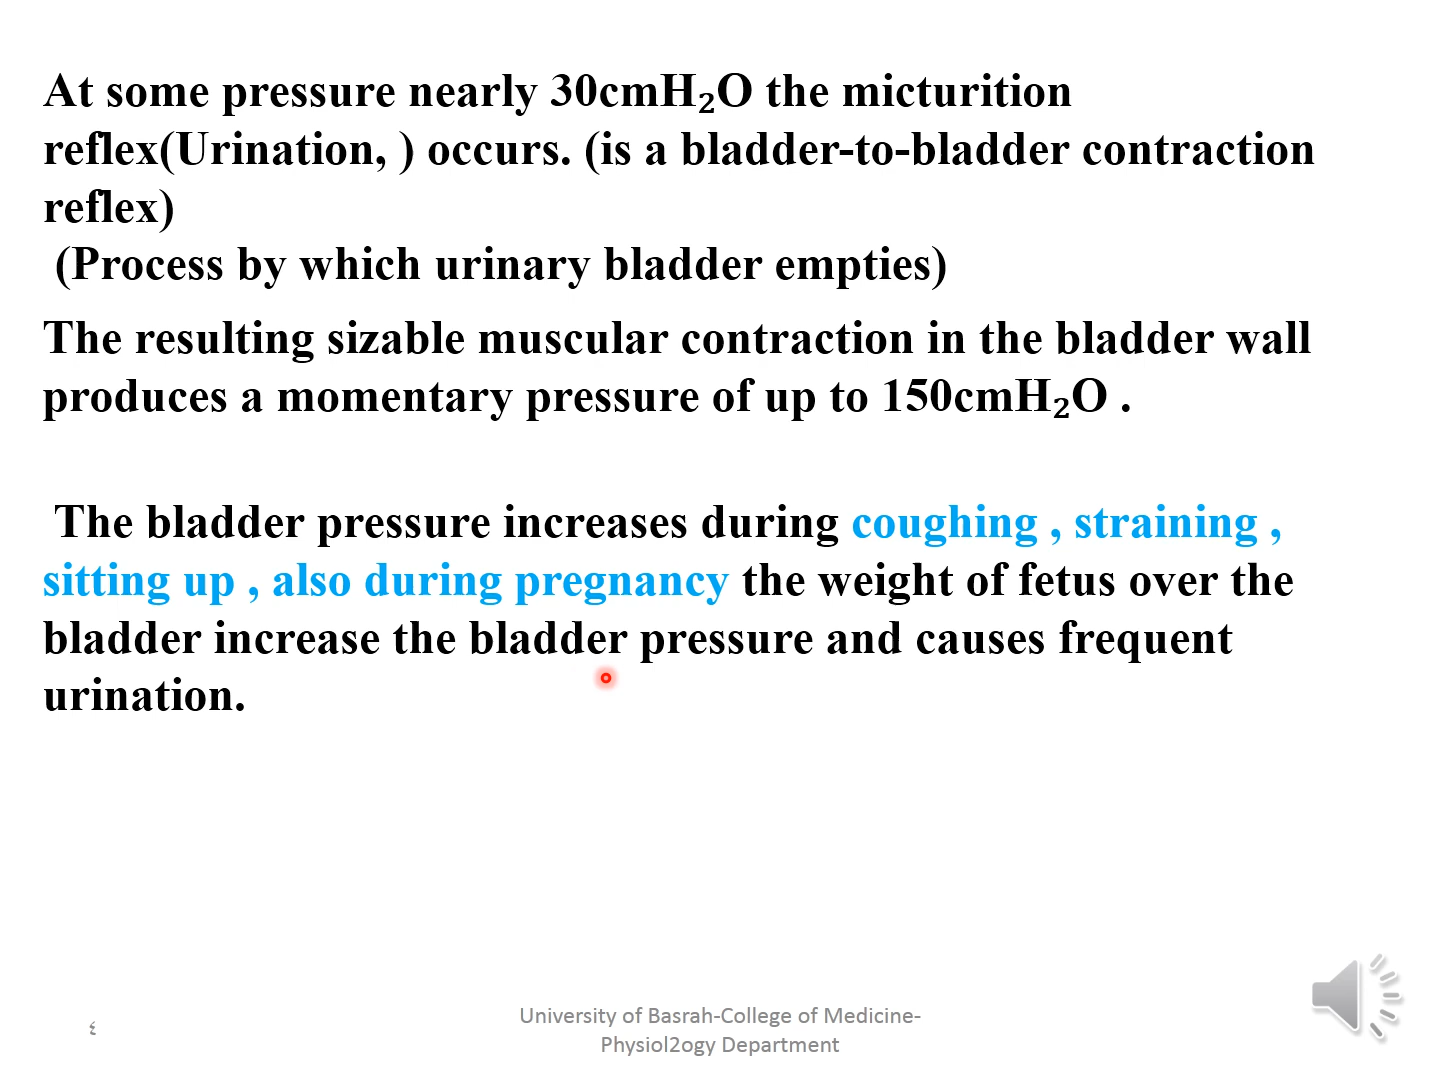 At some pressure nearly 30cmH₂O the micturition
reflex(Urination, ) occurs. (is a bladder-to-bladder contraction
reflex)
(Process by which urinary bladder empties)
The resulting sizable muscular contraction in the bladder wall
produces a momentary pressure of up to 150cmH₂O .
The bladder pressure increases during coughing , straining ,
sitting up , also during pregnancy the weight of fetus over the
bladder increase the bladder pressure and causes frequent
urination.
٤
University of Basrah-College of Medicine-
Physiol2ogy Department